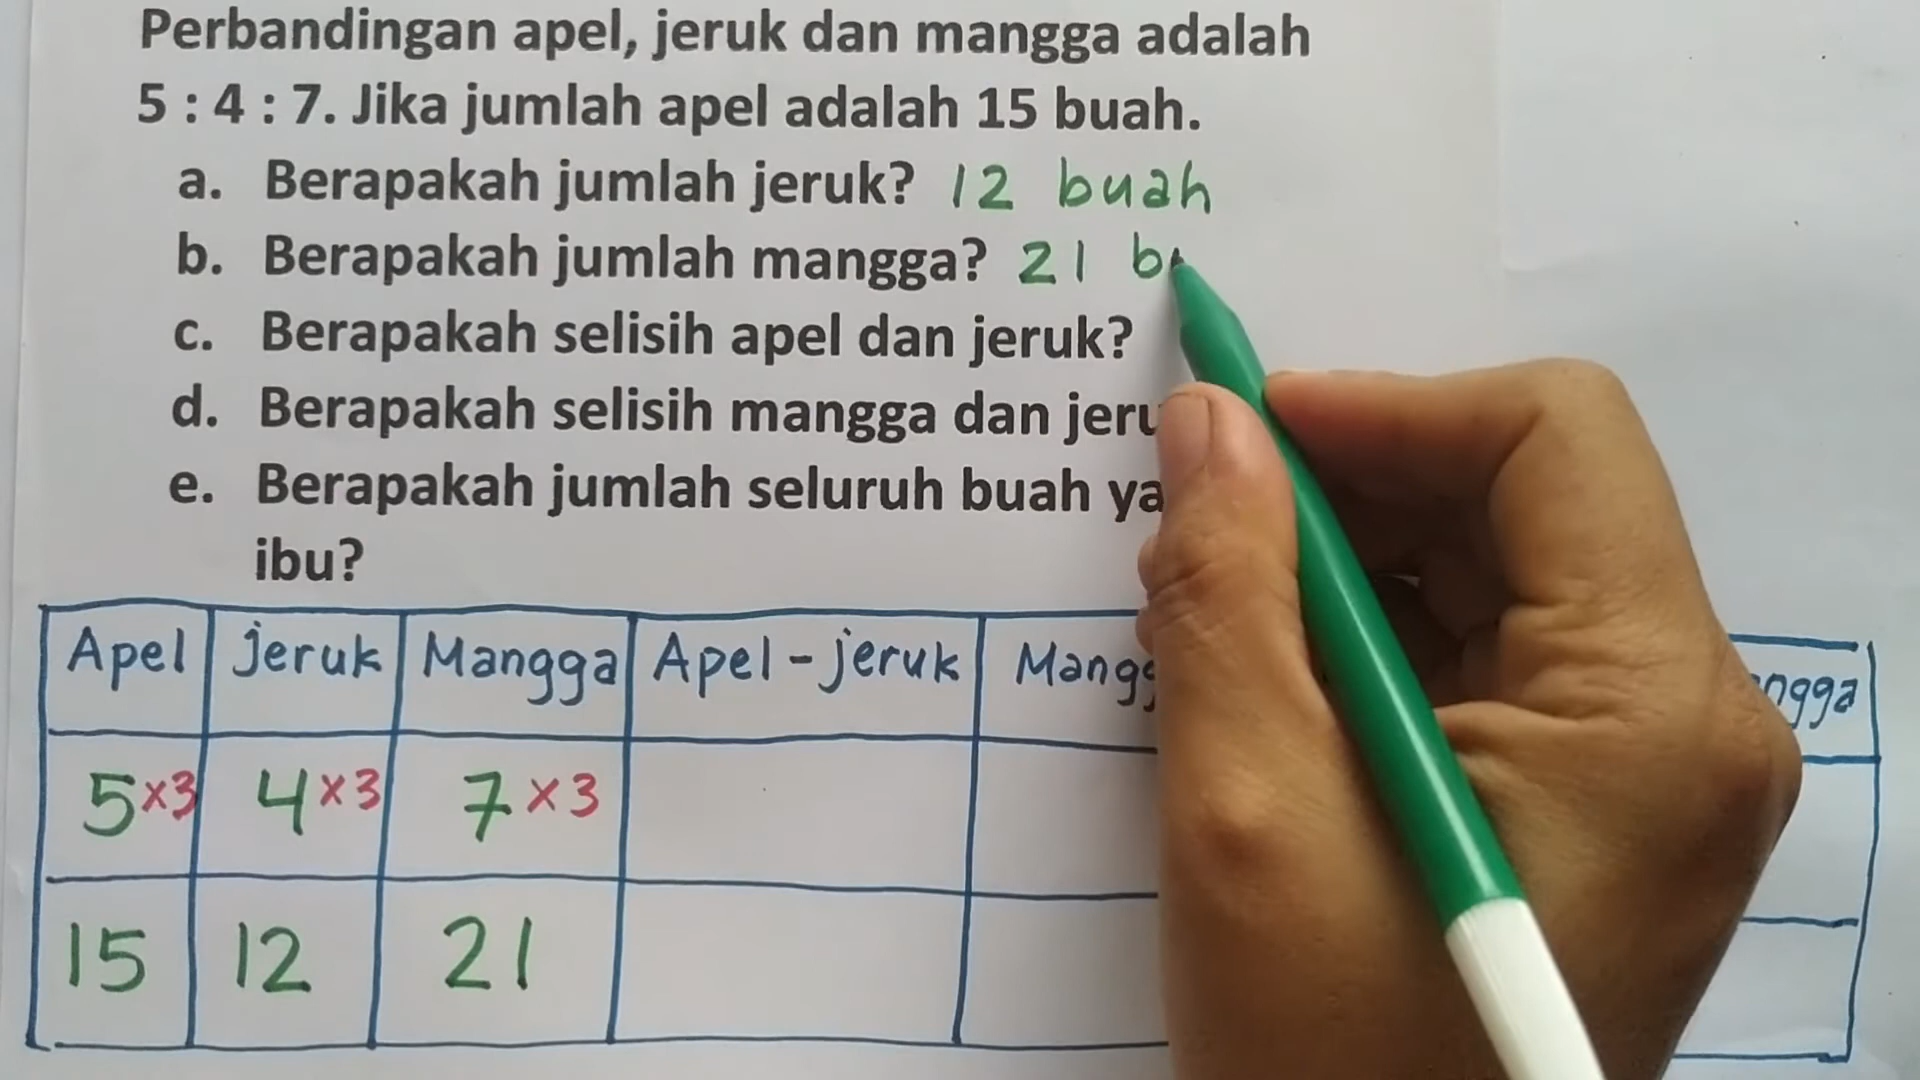 Perbandingan apel, jeruk dan mangga adalah
5 : 4 : 7. Jika jumlah apel adalah 15 buah.
a. Berapakah jumlah jeruk? 12 buah
b. Berapakah jumlah mangga? 21
c. Berapakah selisih apel dan jeruk?
d. Berapakah selisih mangga dan
e. Berapakah jumlah seluruh buah
ibu?
Apel jeruk Mangga Apel - jeruk
5 ×3 4 ×3 7 ×3
15 12 21